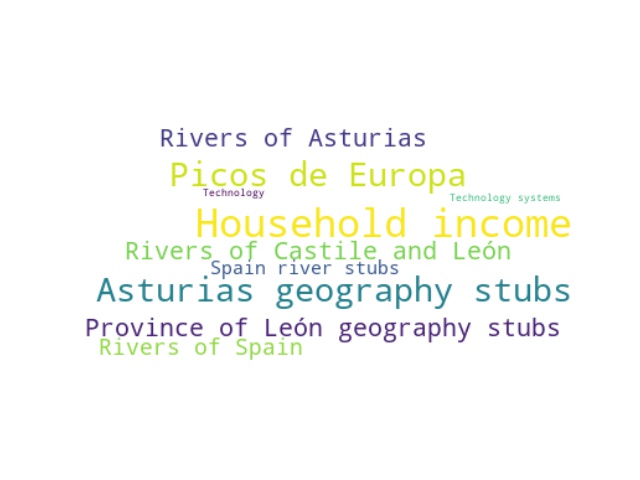 Rivers of Asturias
Picos de Europa
Technology
Technology systems
Household income
Rivers of Castile and León
Spain river stubs
Asturias geography stubs
Province of León geography stubs
Rivers of Spain